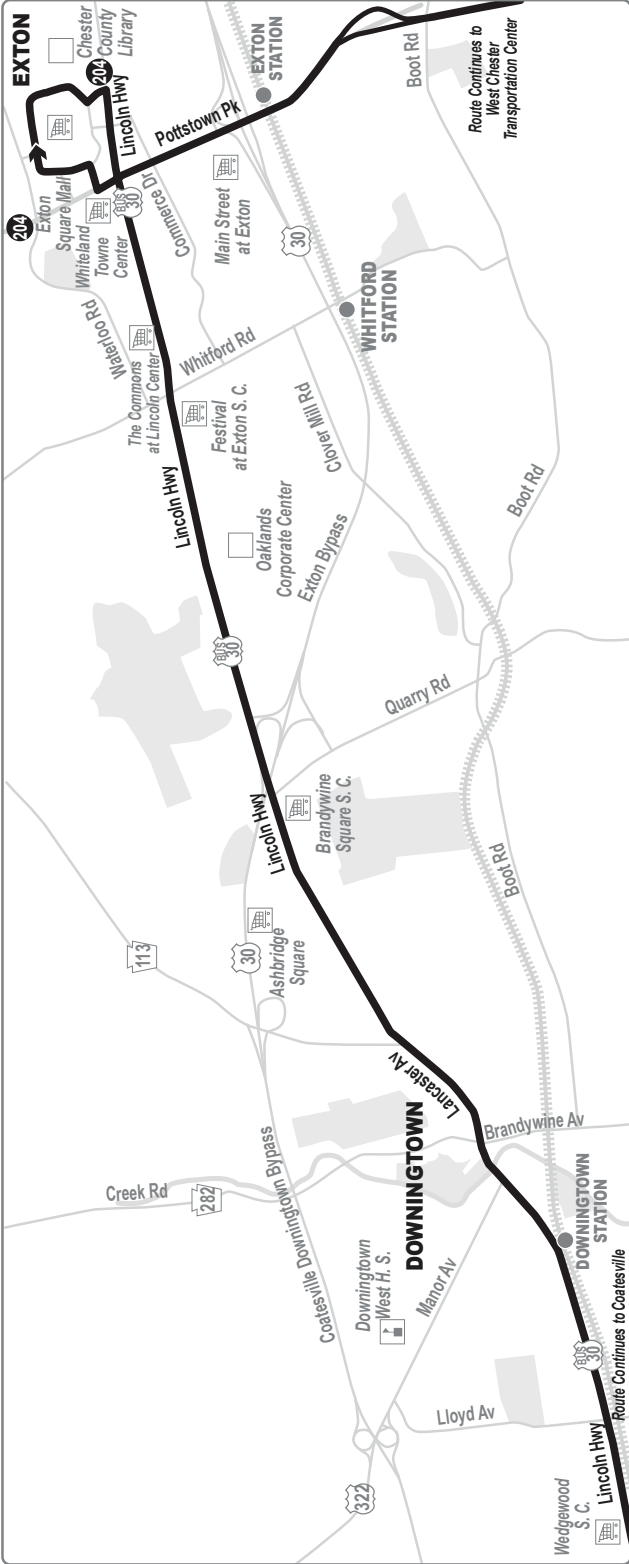 Wedgewood
S. C.
Lincoln Hwy
Route Continues to Coatesville
BUS
30
Lloyd Av
322
Downingtown
West H. S.
Manor Av
DOWNINGTOWN
STATION
DOWNINGTOWN
Coatesville Downingtown Bypass
Creek Rd
282
Brandywine Av
Lancaster Av
113
30
Ashbridge
Square
Boot Rd
Lincoln Hwy
Brandywine
Square S. C.
Quarry Rd
BUS
30
Lincoln Hwy
Oaklands
Corporate Center
Exton Bypass
Boot Rd
Clover Mill Rd
Festival
at Exton S. C.
The Commons
at Lincoln Center
Whitford Rd
Waterloo Rd
WHITFORD
STATION
Commerce Dr
30
Main Street
at Exton
Whiteland
Towne
Center
BUS
30
204
Exton
Square Mall
Lincoln Hwy
204
Pottstown Pk
EXTON
STATION
Boot Rd
Route Continues to
West Chester
Transportation Center
EXTON
Chester
County
Library